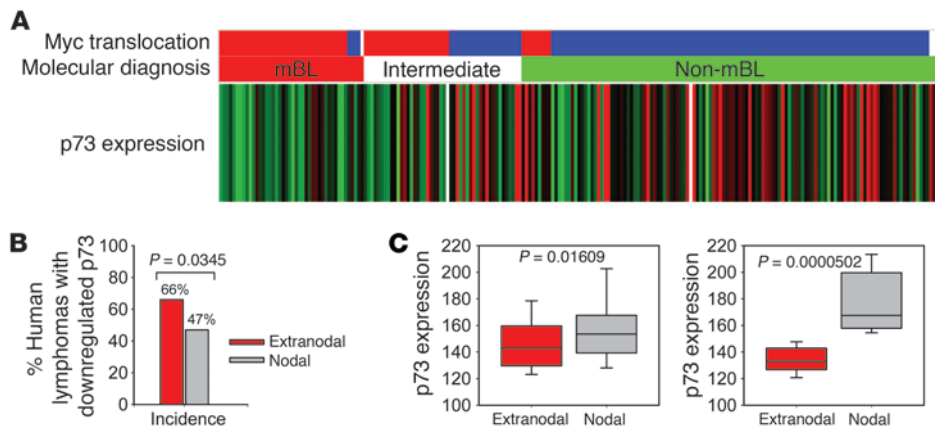 A
Myc translocation
Molecular diagnosis
mBL
Intermediate
Non-mBL
p73 expression
B
% Human
lymphomas with
downregulated p73
100
80
60
40
20
0
P = 0.0345
66%
47%
Incidence
Extranodal
Nodal
C
p73 expression
220
200
180
160
140
120
100
P = 0.01609
Extranodal
Nodal
p73 expression
220
200
180
160
140
120
100
P = 0.0000502
Extranodal
Nodal